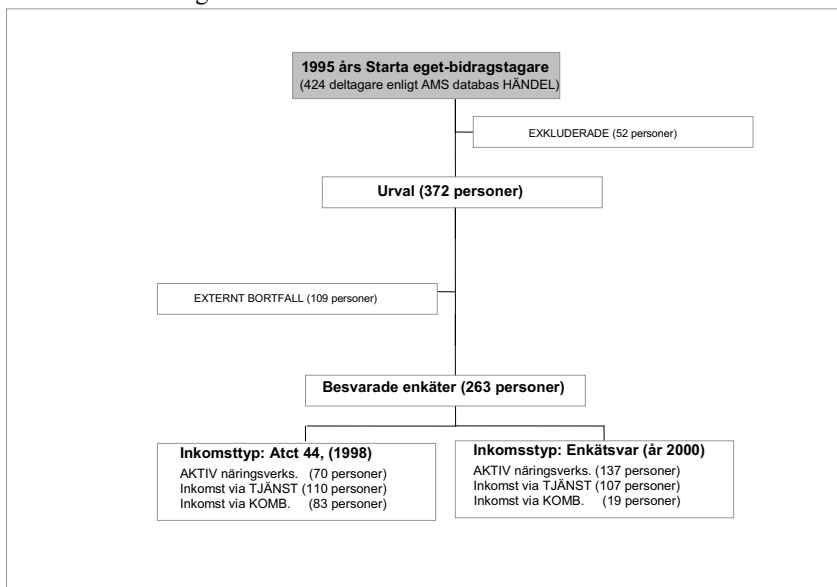 1995 års Starta eget-bidragstagare
(424 deltagare enligt AMS databas HÄNDEL)
EXKLUDERADE (52 personer)
Urval (372 personer)
EXTERNT BORTFALL (109 personer)
Besvarade enkäter (263 personer)
Inkomsttyp: Atct 44, (1998)
AKTIV näringsverks. (70 personer)
Inkomst via TJÄNST (110 personer)
Inkomst via KOMB. (83 personer)
Inkomsstyp: Enkätsvar (år 2000)
AKTIV näringsverks. (137 personer)
Inkomst via TJÄNST (107 personer)
Inkomst via KOMB. (19 personer)